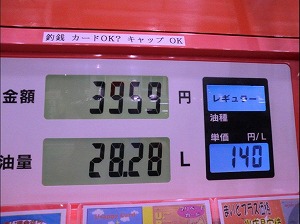 釣銭 カードOK? キャップ OK
金額 3959 円
レギュラー
油種
単価 円/L
油量 28.28 L
140